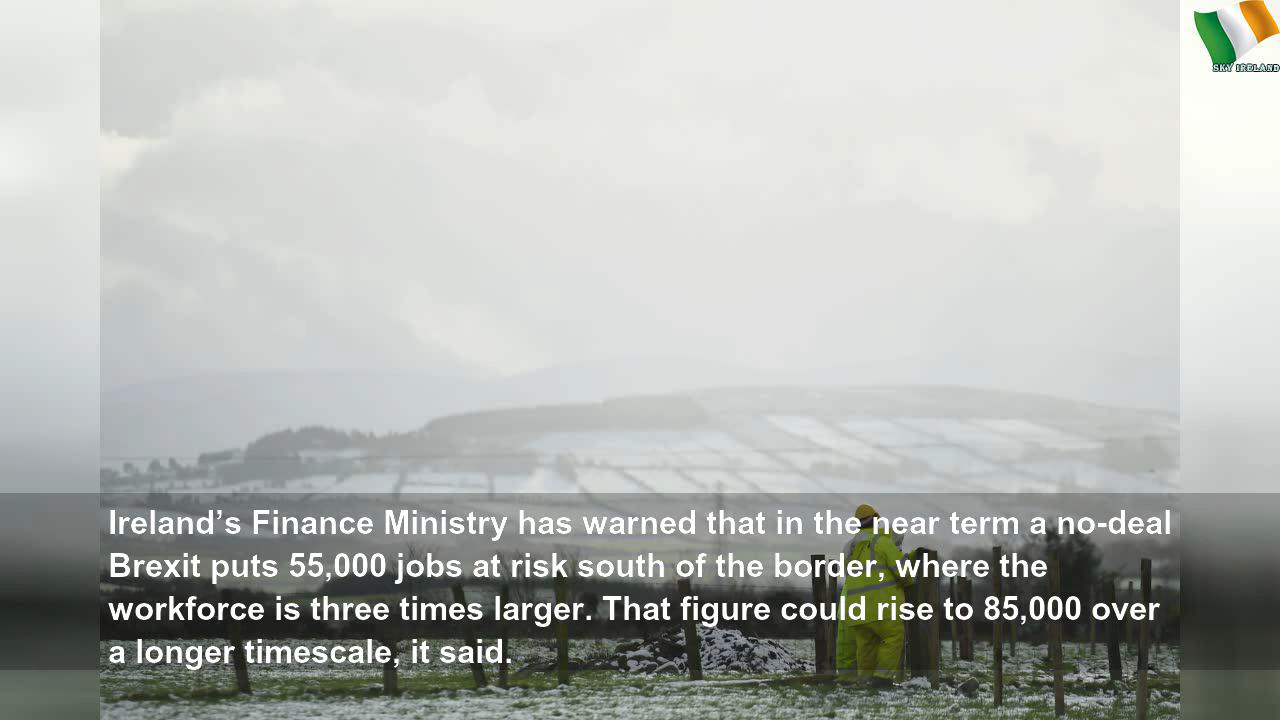 SKY IRELAND
Ireland’s Finance Ministry has warned that in the near term a no-deal
Brexit puts 55,000 jobs at risk south of the border, where the
workforce is three times larger. That figure could rise to 85,000 over
a longer timescale, it said.